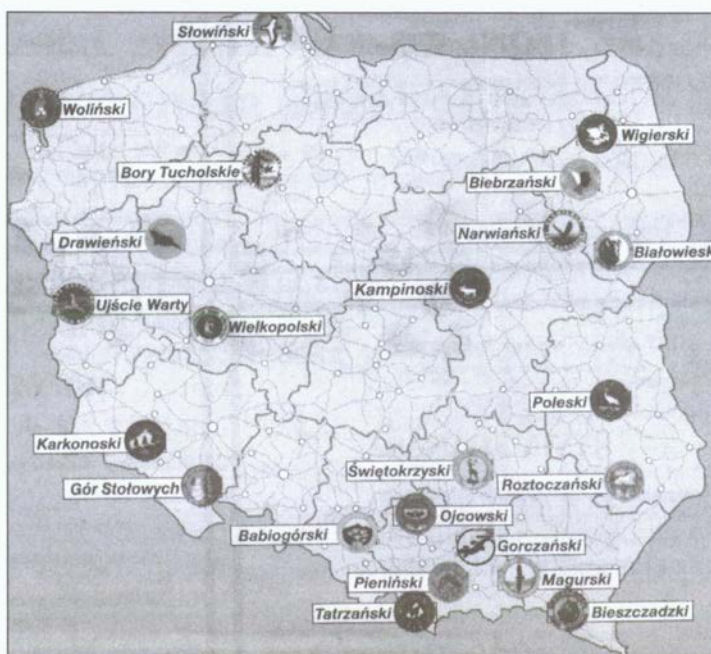 Słowiński
Woliński
Wigierski
Bory Tucholskie
Biebrzański
Drawieński
Narwiański
Białowiesk
Kampinoski
Ujście Warty
Wielkopolski
Poleski
Karkonoski
Świętokrzyski
Gór Stołowych
Roztoczański
Ojcowski
Babiogórski
Gorczański
Pieniński
Magurski
Tatrzański
Bieszczadzki